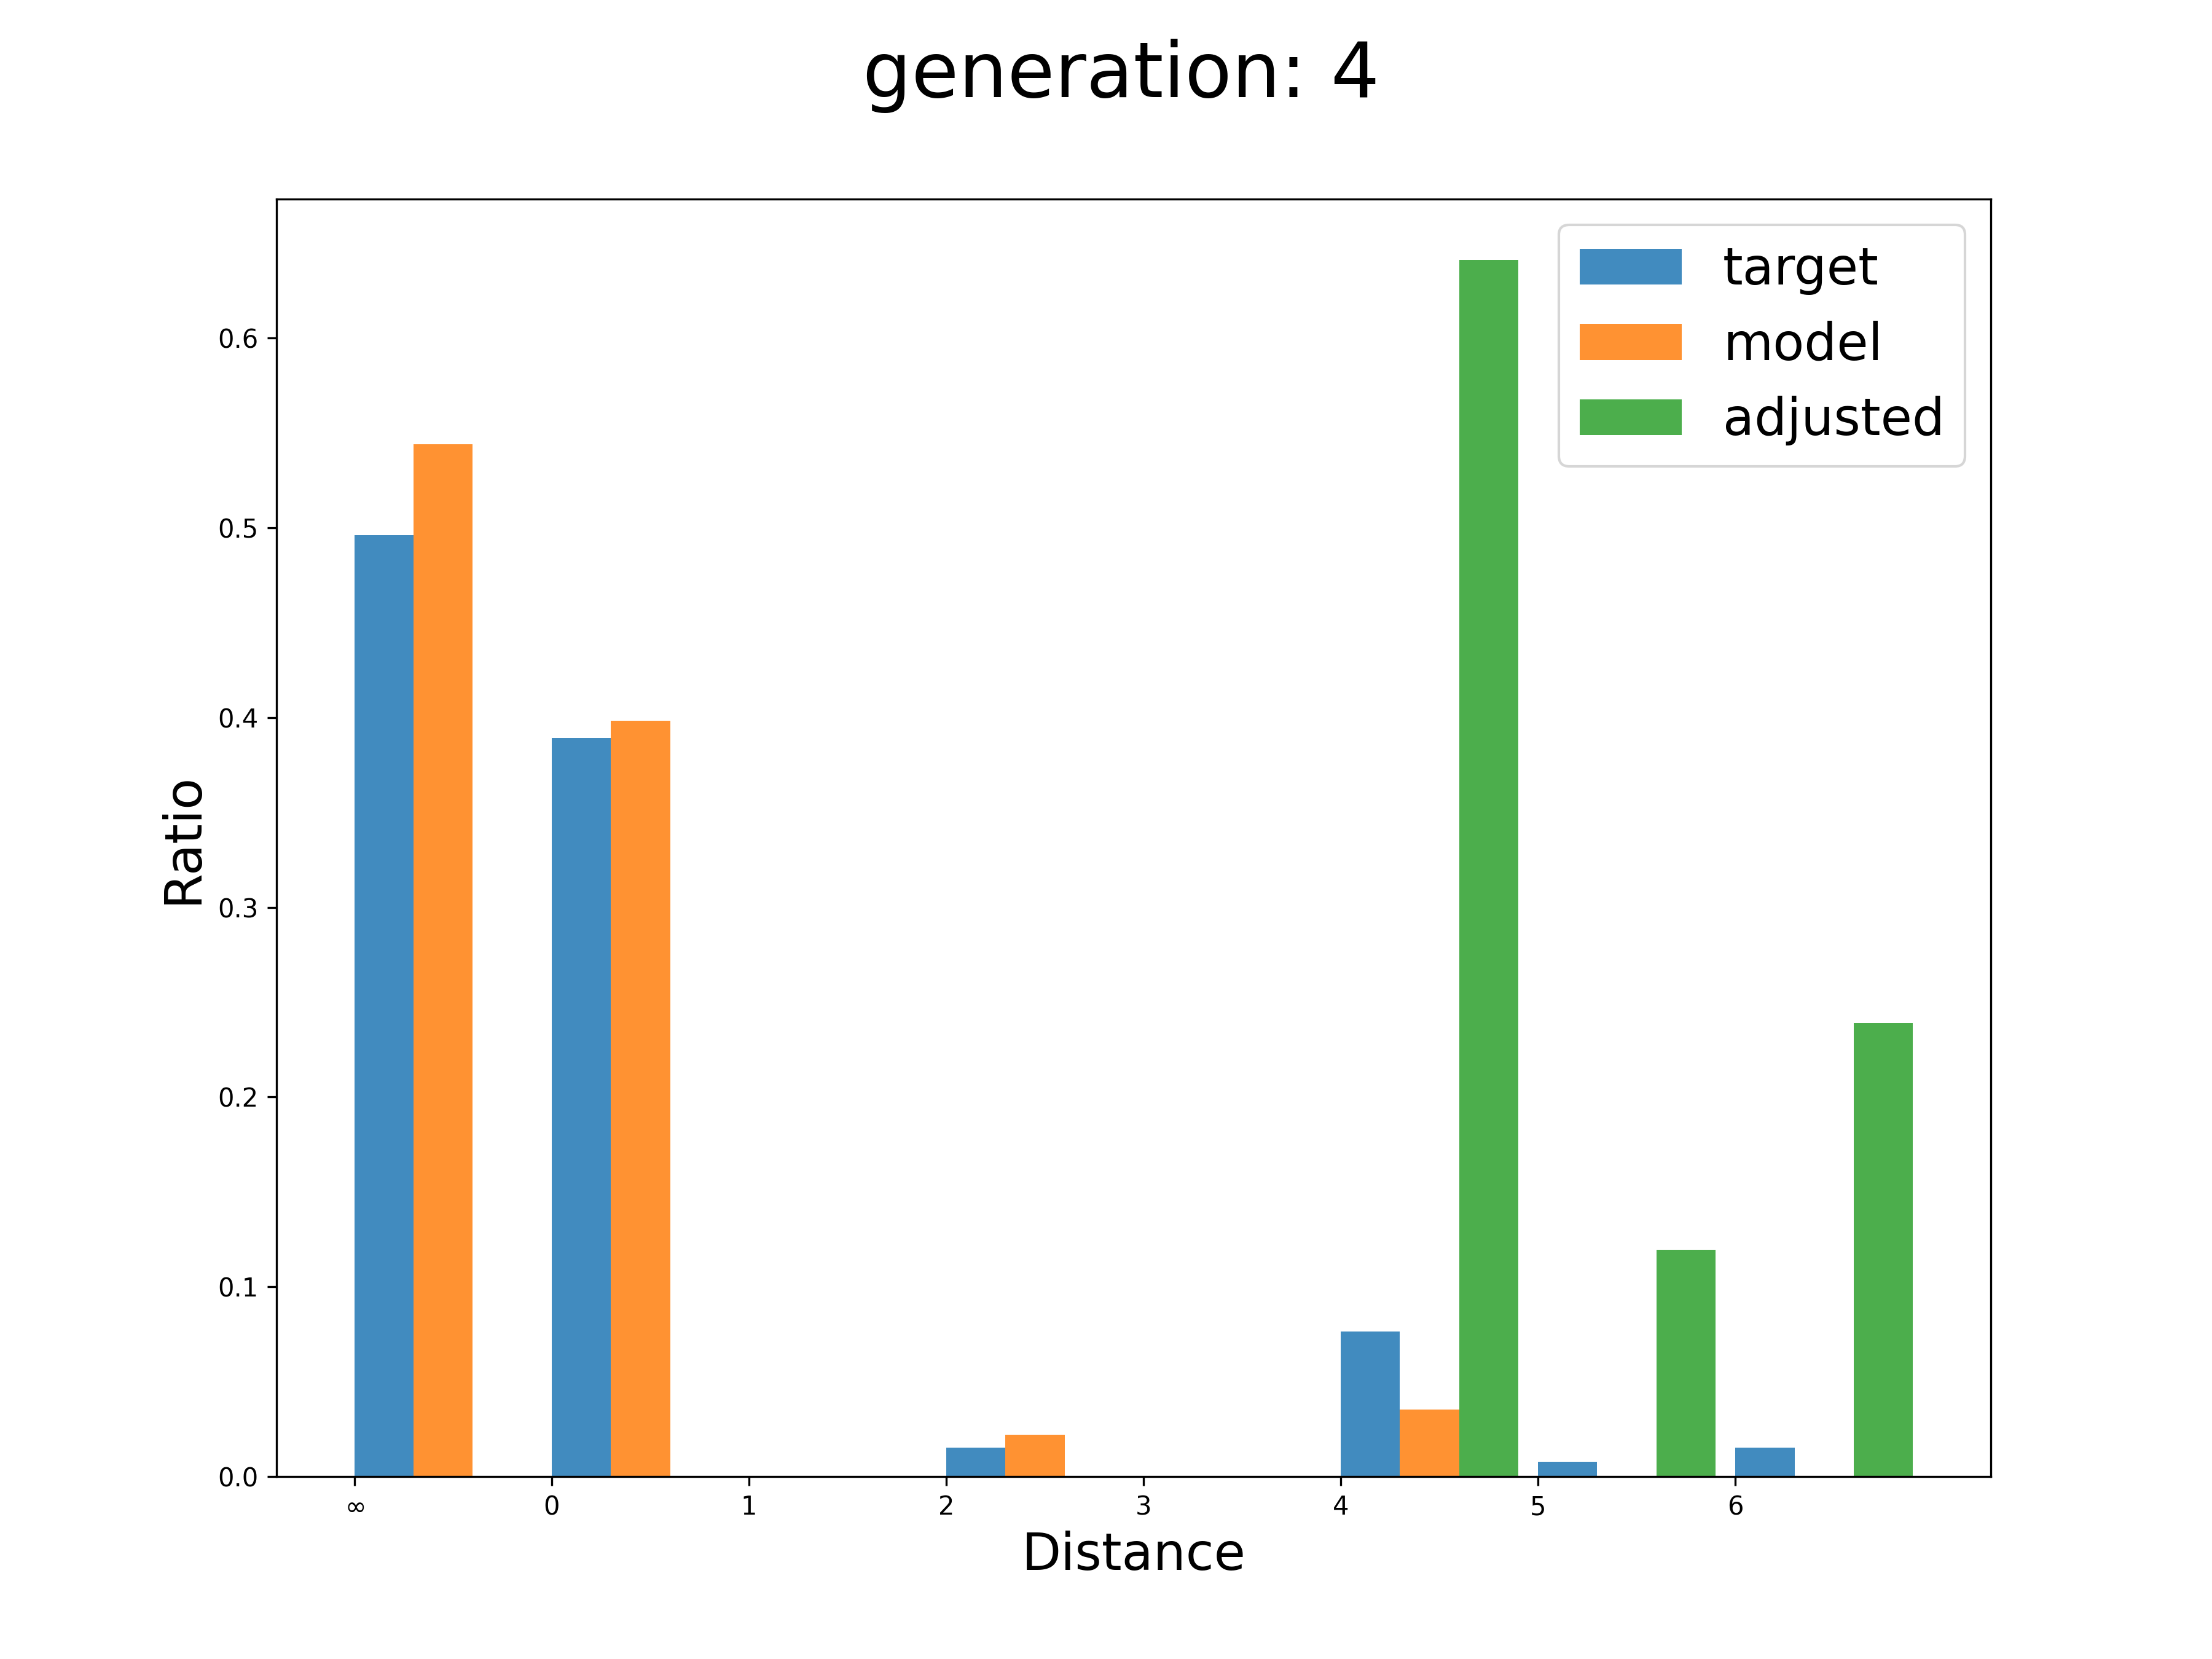 generation: 4
target
model
adjusted
Ratio
0.6
0.5
0.4
0.3
0.2
0.1
0.0
∞ 0 1 2 3 4 5 6
Distance